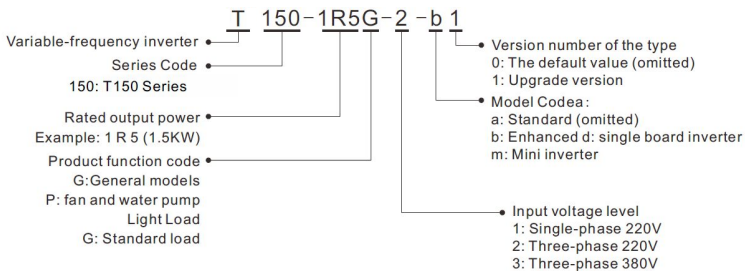 T 150-1R5G-2-b1
Variable-frequency inverter
Series Code
150: T150 Series
Rated output power
Example: 1 R 5 (1.5KW)
Product function code
G:General models
P: fan and water pump
Light Load
G: Standard load
Version number of the type
0: The default value (omitted)
1: Upgrade version
Model Codea:
a: Standard (omitted)
b: Enhanced d: single board inverter
m: Mini inverter
Input voltage level
1: Single-phase 220V
2: Three-phase 220V
3: Three-phase 380V